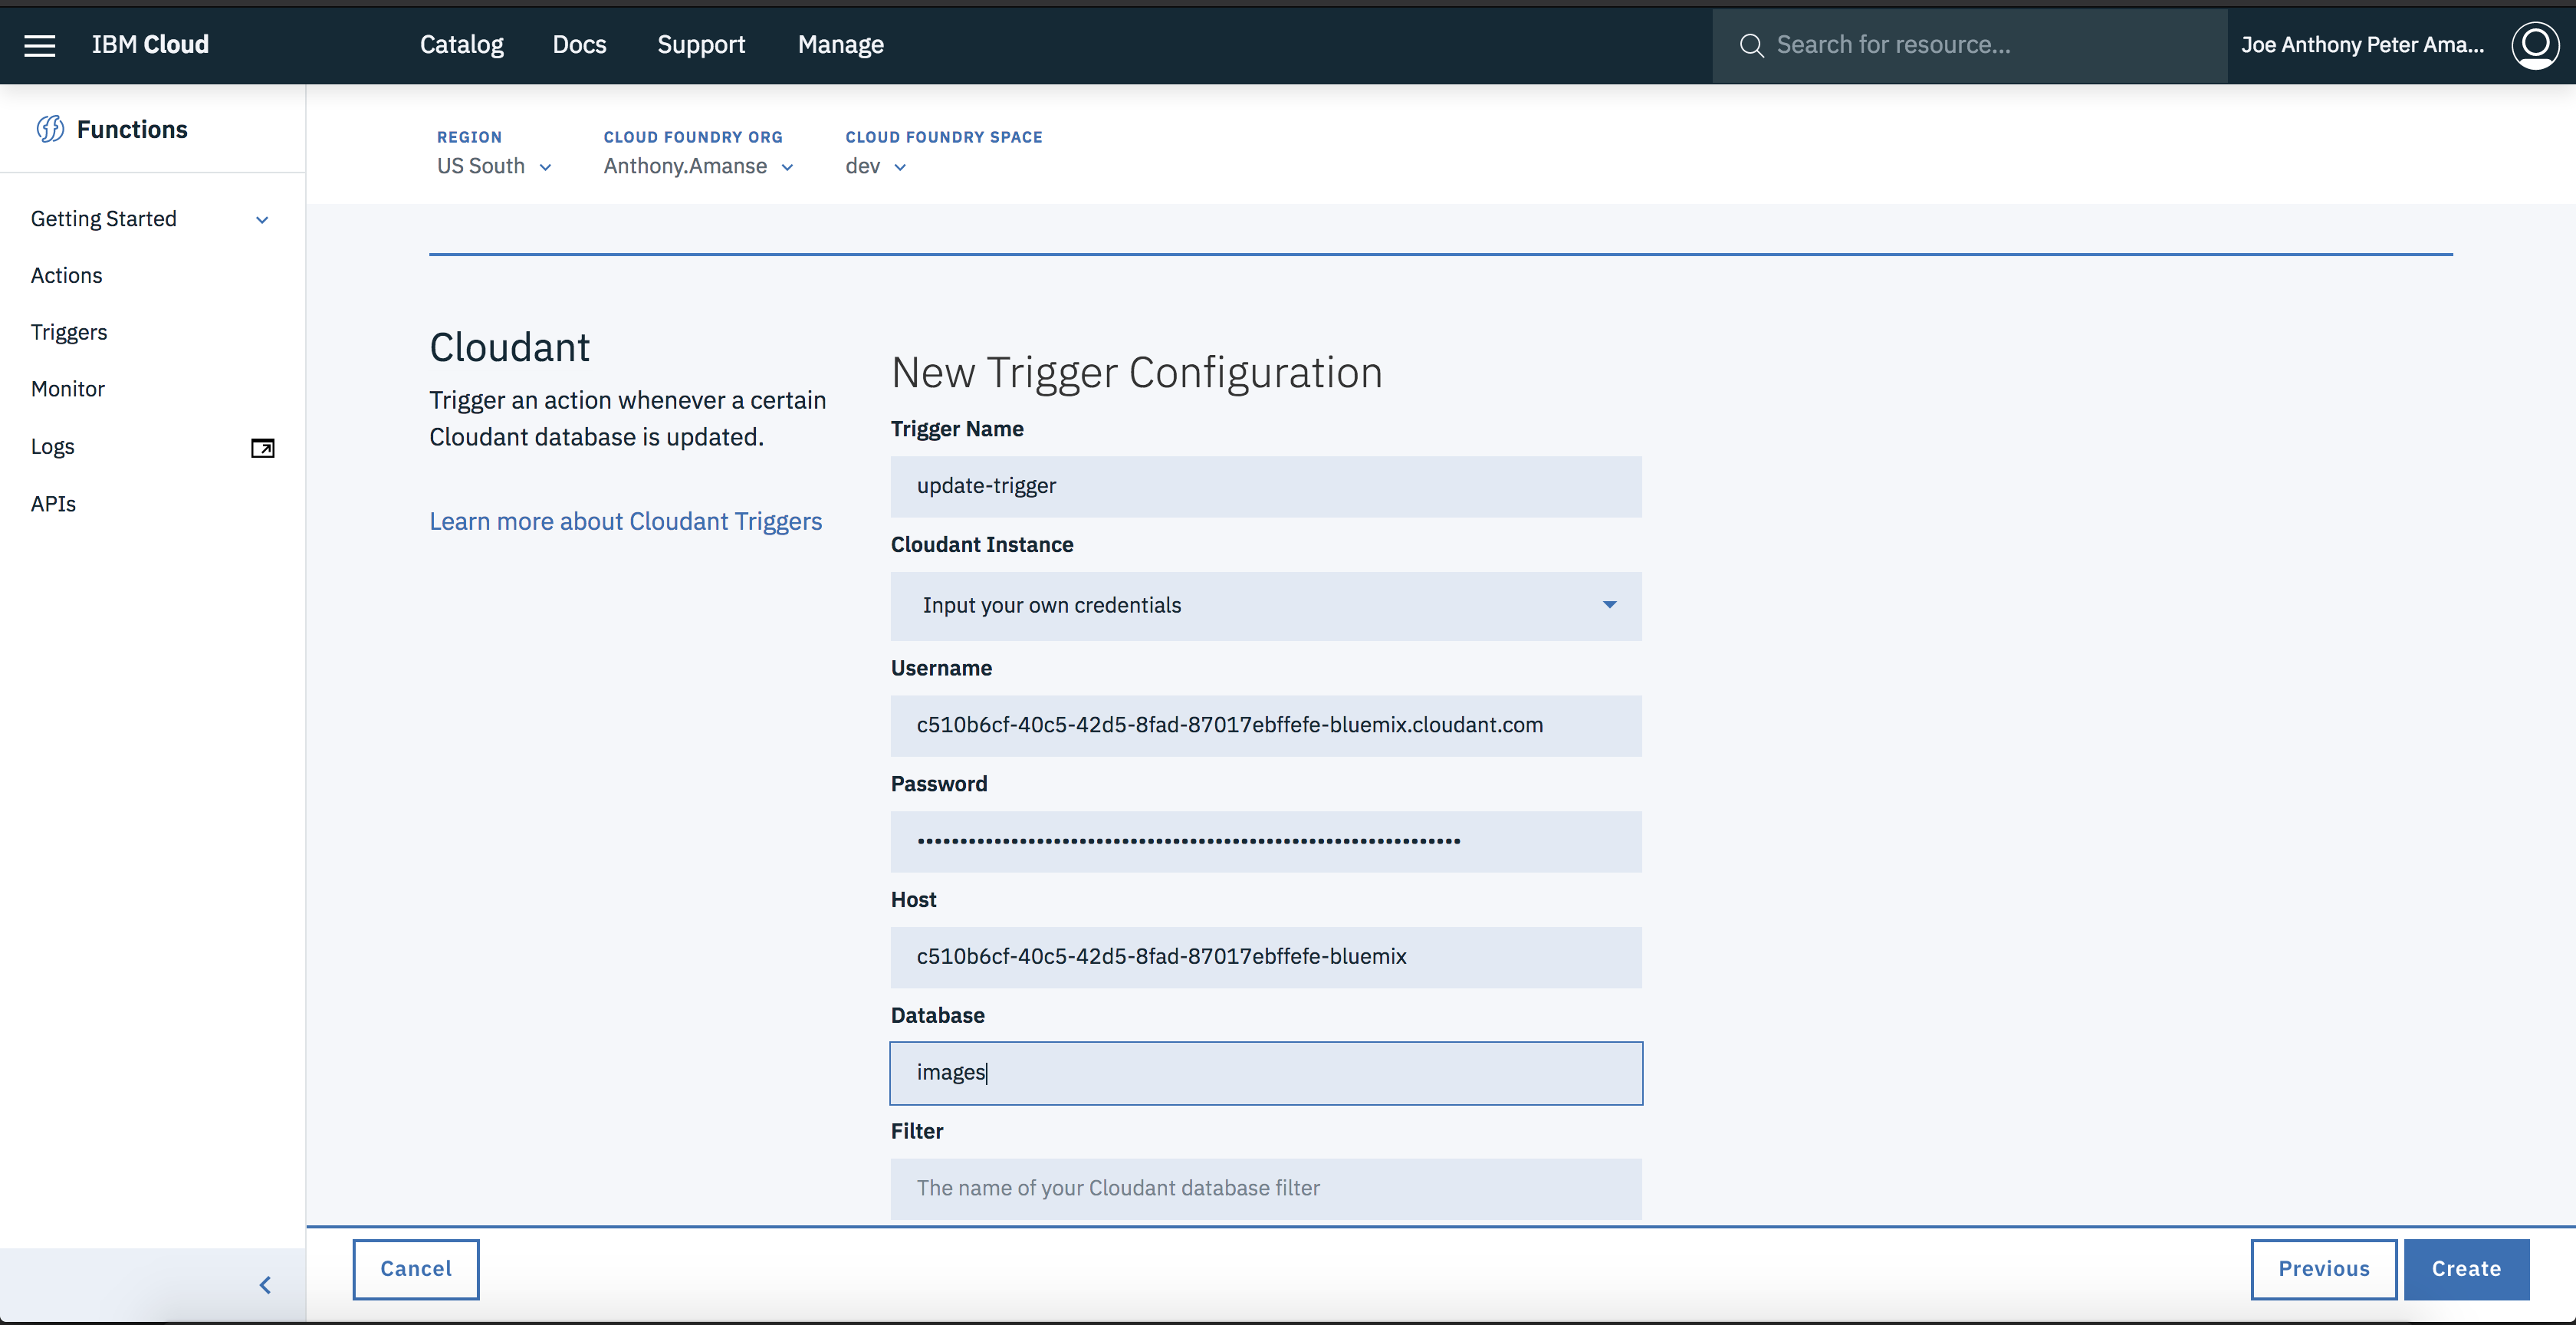 IBM Cloud
Catalog
Docs
Support
Manage
Search for resource...
Joe Anthony Peter Ama...
Functions
Getting Started
Actions
Triggers
Monitor
Logs
APIs
REGION
US South
CLOUD FOUNDRY ORG
Anthony.Amanse
CLOUD FOUNDRY SPACE
dev
Cloudant
Trigger an action whenever a certain
Cloudant database is updated.
Learn more about Cloudant Triggers
New Trigger Configuration
Trigger Name
update-trigger
Cloudant Instance
Input your own credentials
Username
c510b6cf-40c5-42d5-8fad-87017ebffefe-bluemix.cloudant.com
Password
Host
c510b6cf-40c5-42d5-8fad-87017ebffefe-bluemix
Database
images
Filter
The name of your Cloudant database filter
Cancel
Previous
Create